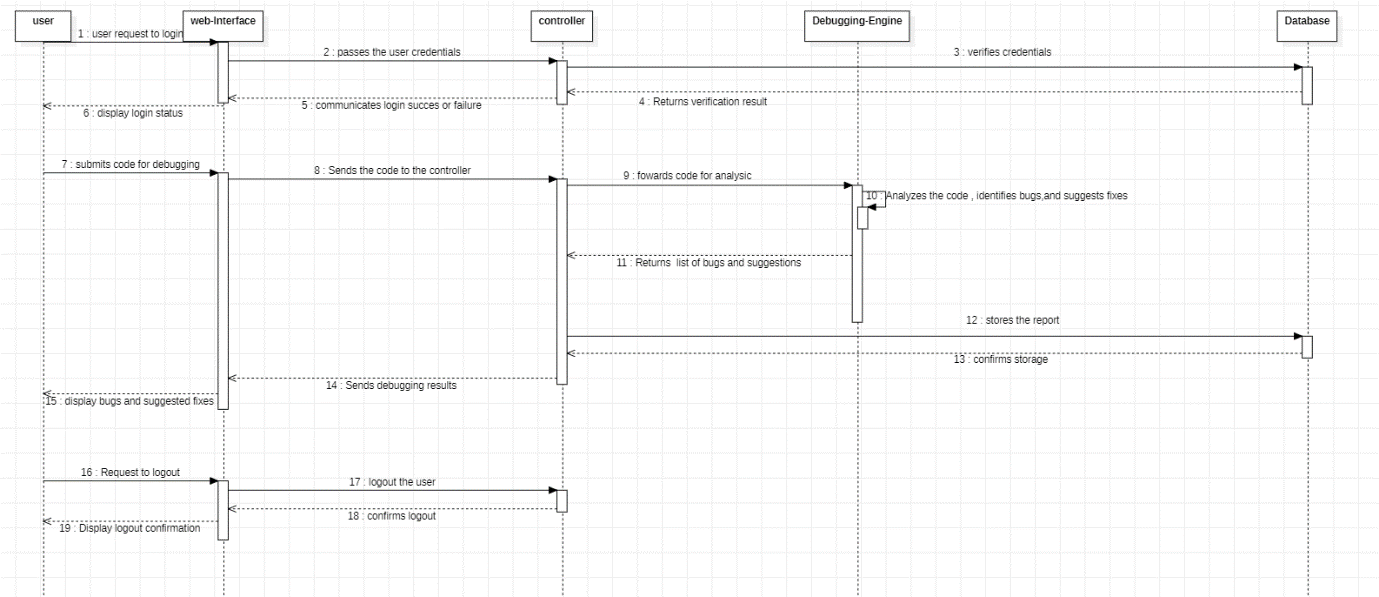 user
web-Interface
controller
Debugging-Engine
Database
1 : user request to login
2 : passes the user credentials
3 : verifies credentials
4 : Returns verification result
5 : communicates login succes or failure
6 : display login status
7 : submits code for debugging
8 : Sends the code to the controller
9 : fowards code for analysic
10 : Analyzes the code , identifies bugs,and suggests fixes
11 : Returns list of bugs and suggestions
12 : stores the report
13 : confirms storage
14 : Sends debugging results
15 : display bugs and suggested fixes
16 : Request to logout
17 : logout the user
18 : confirms logout
19 : Display logout confirmation